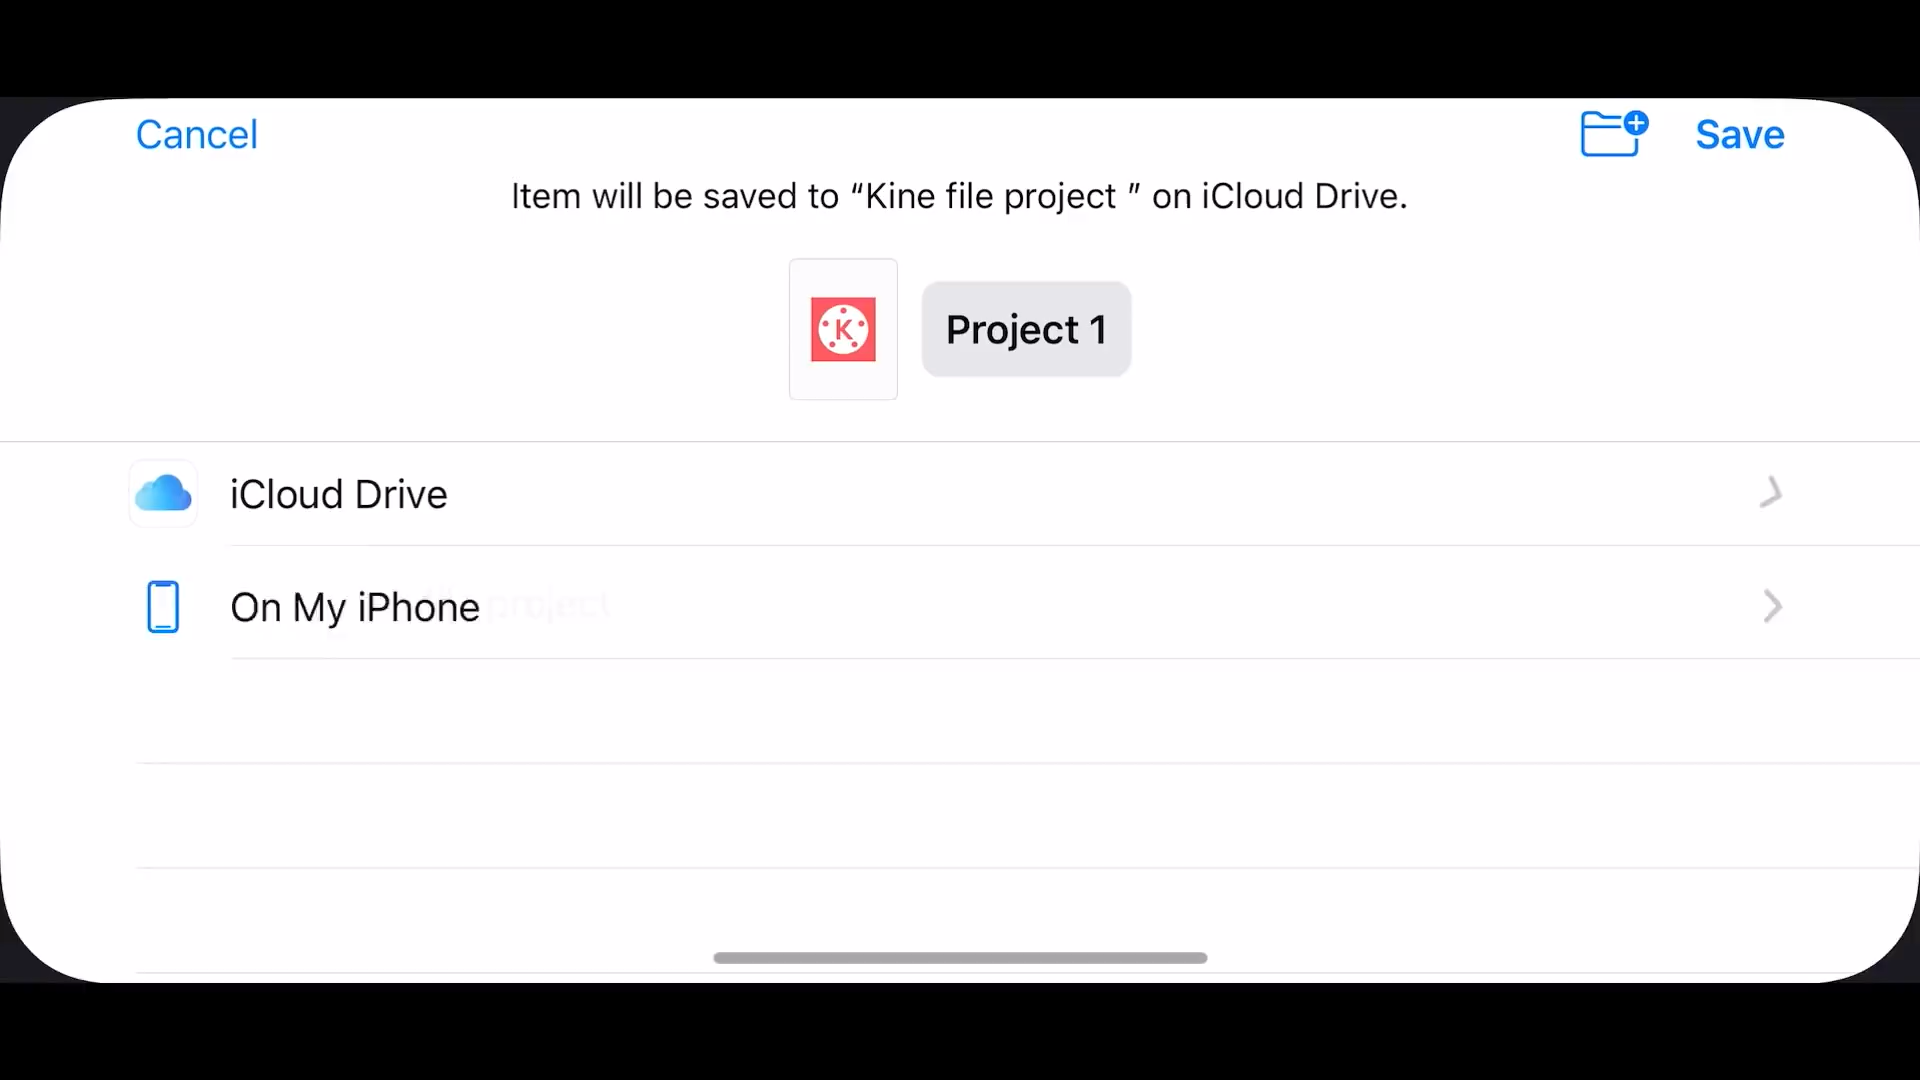 Cancel
Save
Item will be saved to “Kine file project ” on iCloud Drive.
K
Project 1
iCloud Drive
On My iPhone
project